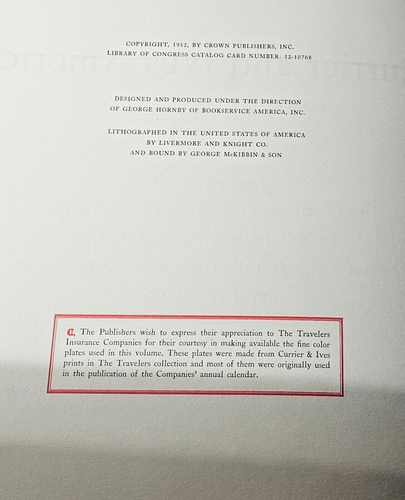 COPYRIGHT, 1952, BY CROWN PUBLISHERS, INC.
LIBRARY OF CONGRESS CATALOG CARD NUMBER: 52-10768
DESIGNED AND PRODUCED UNDER THE DIRECTION
OF GEORGE HORNBY OF BOOKSERVICE AMERICA, INC.
LITHOGRAPHED IN THE UNITED STATES OF AMERICA
BY LIVERMORE AND KNIGHT CO.
AND BOUND BY GEORGE McKIBBIN & SON
The Publishers wish to express their appreciation to The Travelers
Insurance Companies for their courtesy in making available the fine color
plates used in this volume. These plates were made from Currier & Ives
prints in The Travelers collection and most of them were originally used
in the publication of the Companies' annual calendar.